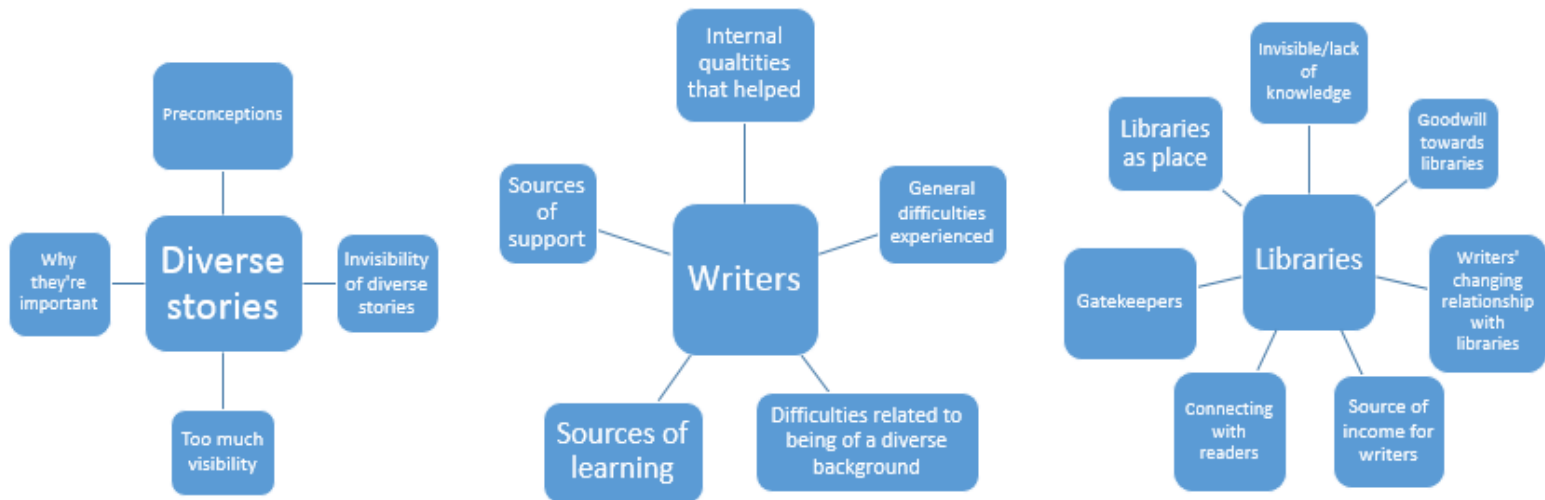 Preconceptions
Why
they're
important
Diverse
stories
Invisibility
of diverse
stories
Too much
visibility
Internal
qualtities
that helped
Sources
of
support
General
difficulties
experienced
Writers
Sources of
learning
Difficulties related to
being of a diverse
background
Invisible/lack
of
knowledge
Libraries
as place
Goodwill
towards
libraries
Libraries
Gatekeepers
Writers'
changing
relationship
with
libraries
Connecting
with
readers
Source of
income for
writers